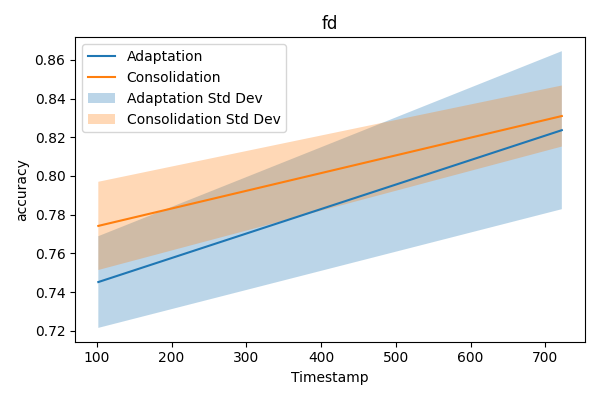 fd
Adaptation
Consolidation
Adaptation Std Dev
Consolidation Std Dev
accuracy
0.86
0.84
0.82
0.80
0.78
0.76
0.74
0.72
100 200 300 400 500 600 700
Timestamp